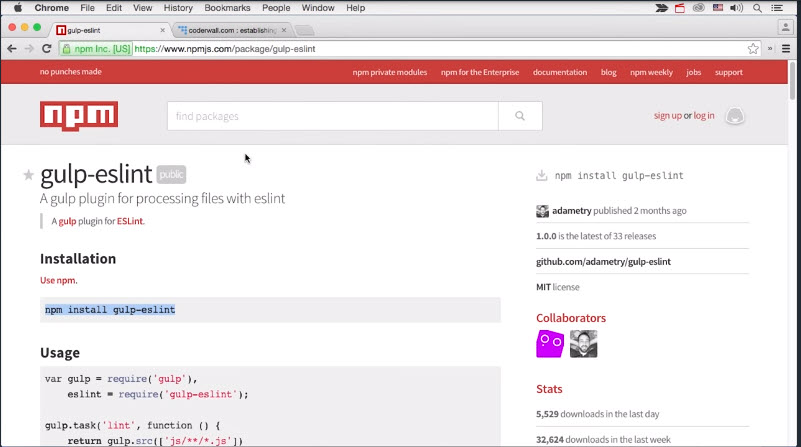 Chrome File Edit View History Bookmarks People Window Help
gulp-eslint
coderwall.com : establishing
npm Inc. [US] https://www.npmjs.com/package/gulp-eslint
no punches made
npm private modules npm for the Enterprise documentation blog npm weekly jobs support
npm
find packages
sign up or log in
gulp-eslint public
A gulp plugin for processing files with eslint
A gulp plugin for ESLint.
Installation
Use npm.
npm install gulp-eslint
Usage
var gulp = require('gulp'),
eslint = require('gulp-eslint');
gulp.task('lint', function () {
return gulp.src(['js/**/*.js'])
npm install gulp-eslint
adametry published 2 months ago
1.0.0 is the latest of 33 releases
github.com/adametry/gulp-eslint
MIT license
Collaborators
Stats
5,529 downloads in the last day
32,624 downloads in the last week